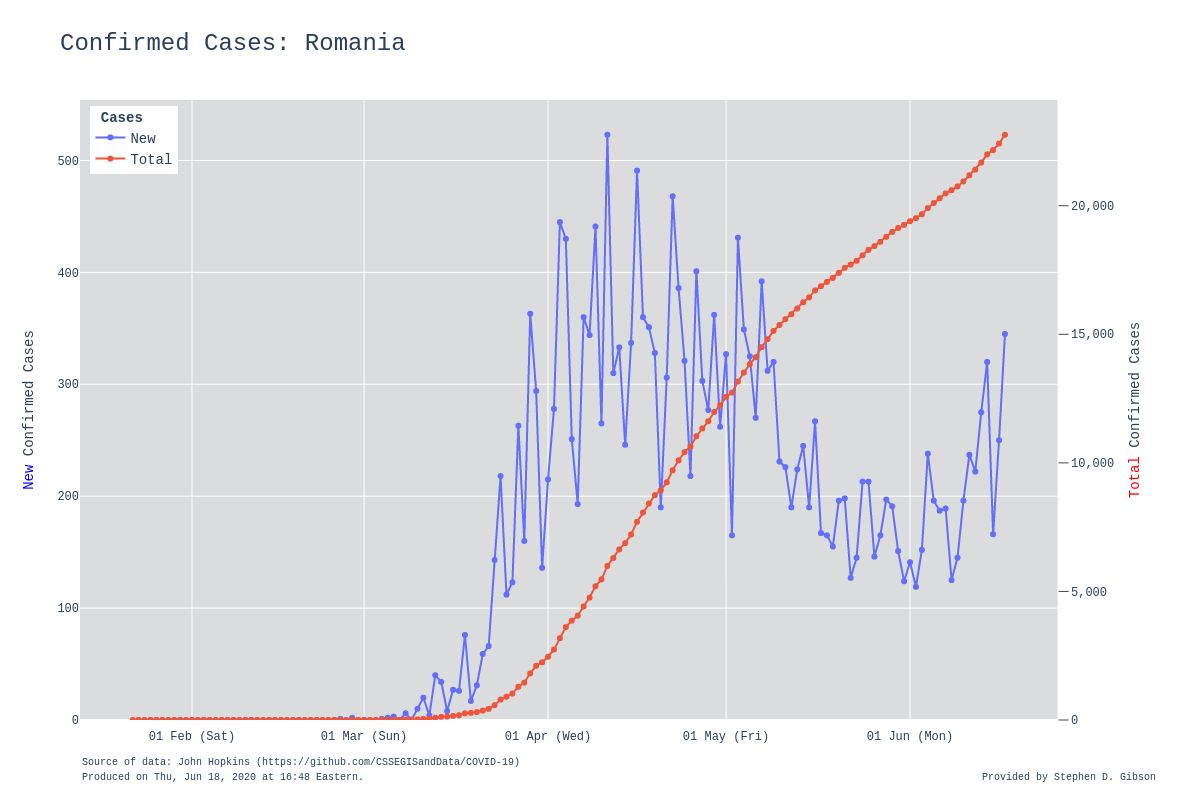 Confirmed Cases: Romania
Cases
New
Total
500
400
300
200
100
0
New Confirmed Cases
20,000
15,000
10,000
5,000
0
Total Confirmed Cases
01 Feb (Sat)
01 Mar (Sun)
01 Apr (Wed)
01 May (Fri)
01 Jun (Mon)
Source of data: John Hopkins (https://github.com/CSSEGISandData/COVID-19)
Produced on Thu, Jun 18, 2020 at 16:48 Eastern.
Provided by Stephen D. Gibson